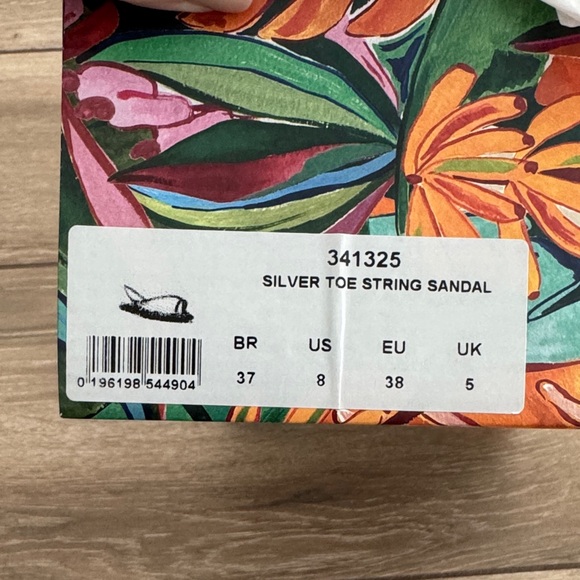 341325
SILVER TOE STRING SANDAL
BR US EU UK
37 8 38 5
0 196198 544904